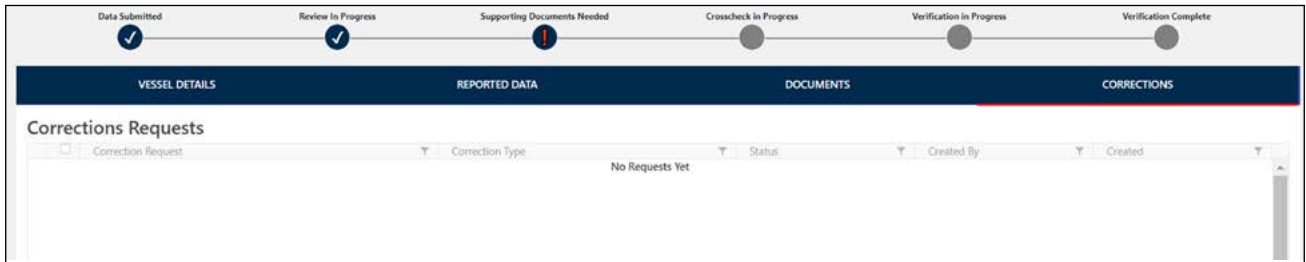 Data Submitted Review In Progress Supporting Documents Needed Crosscheck in Progress Verification in Progress Verification Complete
VESSEL DETAILS REPORTED DATA DOCUMENTS CORRECTIONS
Corrections Requests
Correction Request Correction Type Status Created By Created
No Requests Yet